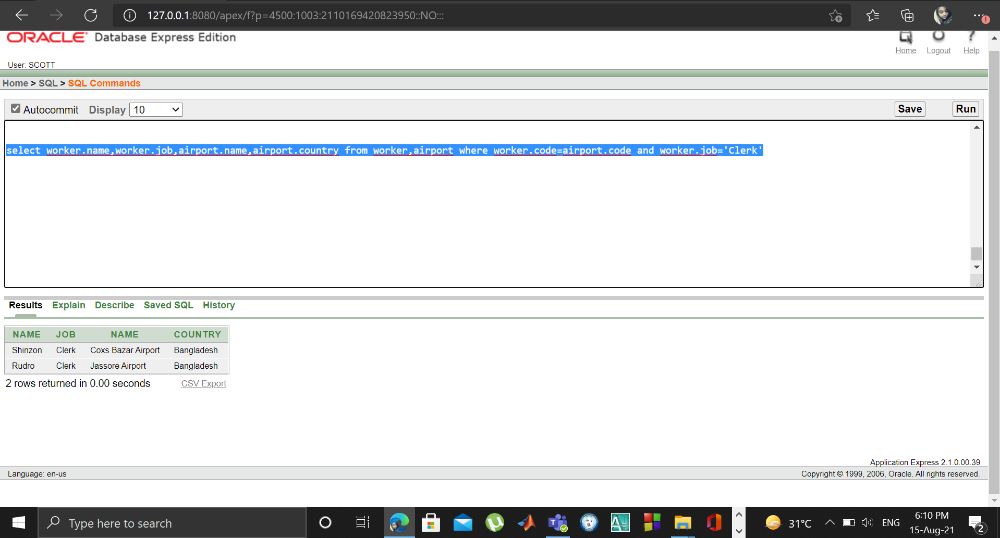 127.0.0.1:8080/apex/f?p=4500:1003:2110169420823950::NO:::
ORACLE Database Express Edition
Home Logout Help
User: SCOTT
Home > SQL > SQL Commands
Autocommit Display 10 Save Run
select worker.name,worker.job,airport.name,airport.country from worker,airport where worker.code=airport.code and worker.job='Clerk'
Results Explain Describe Saved SQL History
NAME JOB NAME COUNTRY
Shinzon Clerk Coxs Bazar Airport Bangladesh
Rudro Clerk Jassore Airport Bangladesh
2 rows returned in 0.00 seconds CSV Export
Application Express 2.1.0.00.39
Language: en-us Copyright © 1999, 2006, Oracle. All rights reserved.
Type here to search
31°C
ENG
6:10 PM
15-Aug-21
2